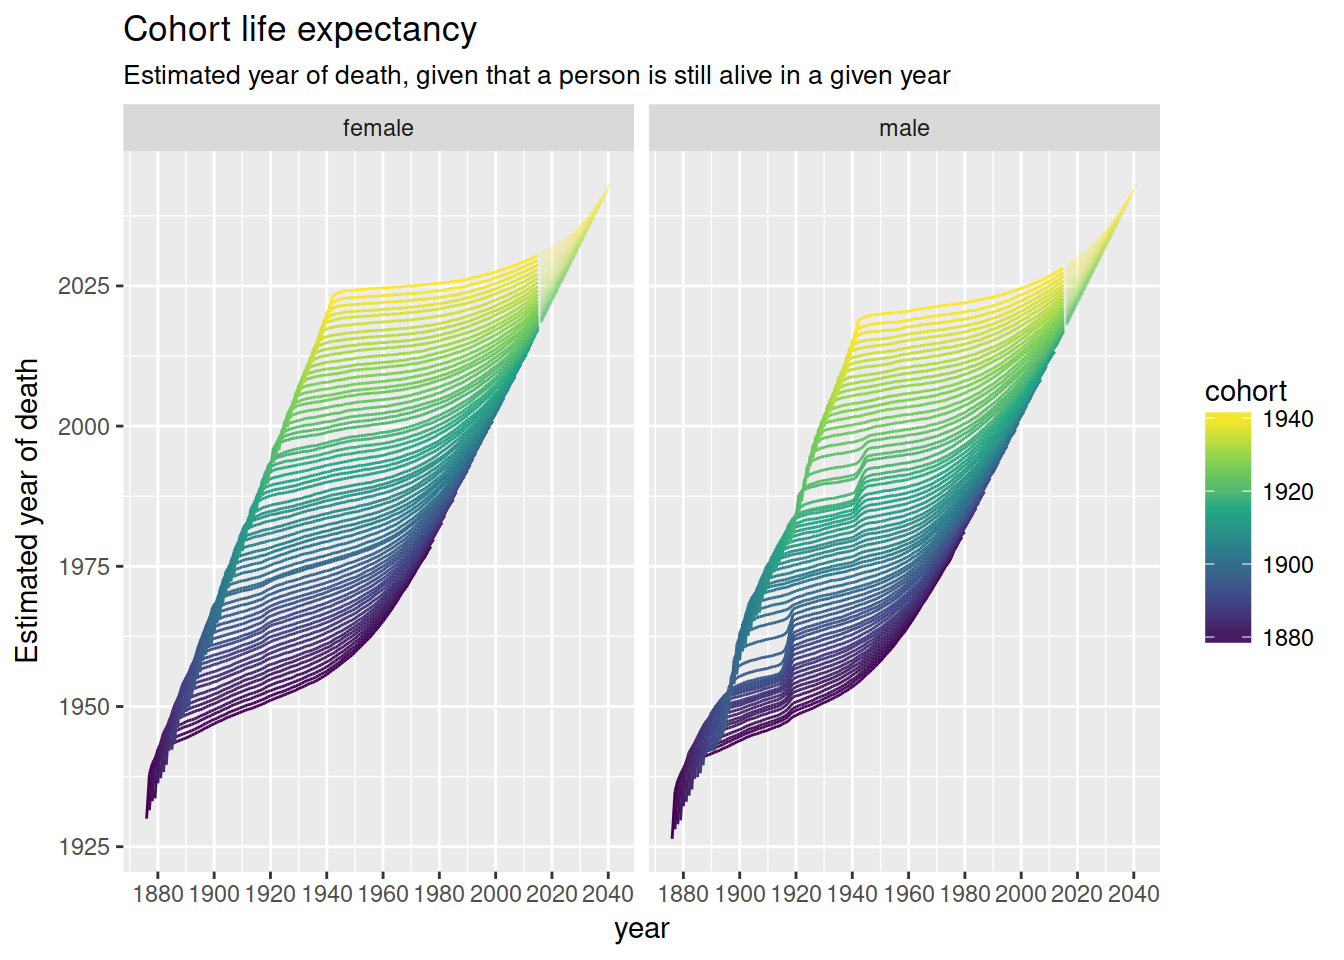 Cohort life expectancy
Estimated year of death, given that a person is still alive in a given year
female
male
Estimated year of death
2025
2000
1975
1950
1925
1880 1900 1920 1940 1960 1980 2000 2020 2040
1880 1900 1920 1940 1960 1980 2000 2020 2040
year
cohort
1940
1920
1900
1880